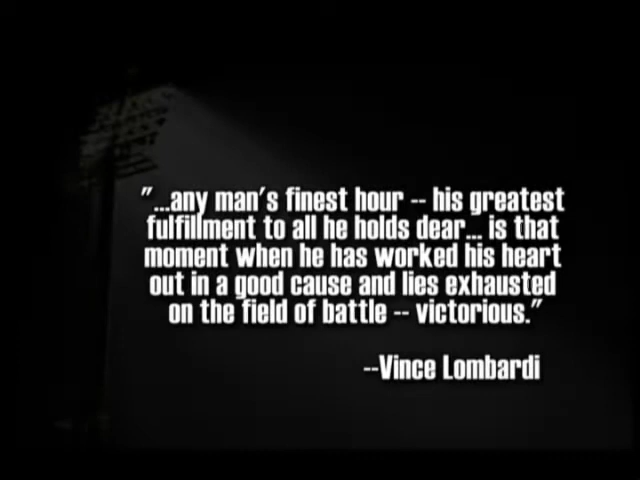 "...any man's finest hour -- his greatest
fulfillment to all he holds dear... is that
moment when he has worked his heart
out in a good cause and lies exhausted
on the field of battle -- victorious."
--Vince Lombardi